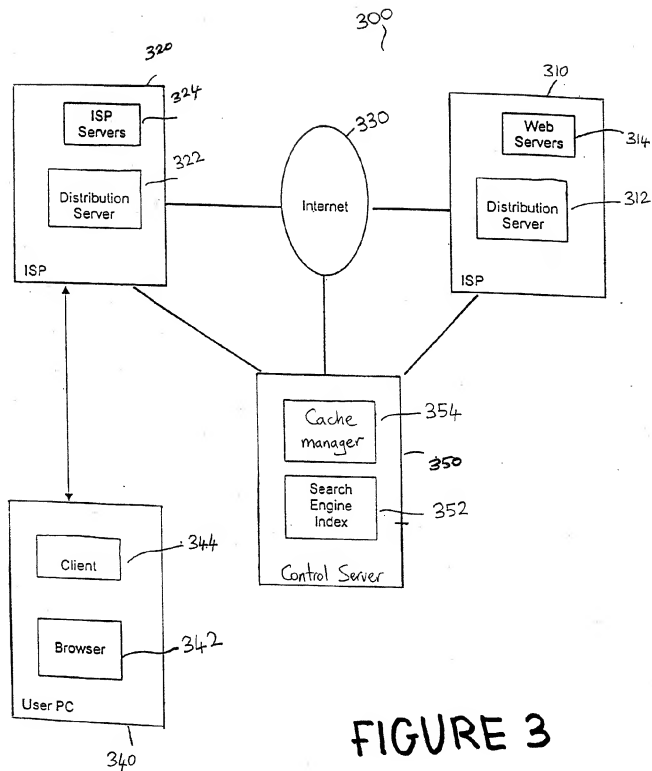 300
320
324
ISP
Servers
322
Distribution
Server
ISP
330
Internet
310
Web
Servers
314
312
Distribution
Server
ISP
Cache
manager
354
350
Search
Engine
Index
352
Control Server
Client
344
Browser
342
User PC
340
FIGURE 3